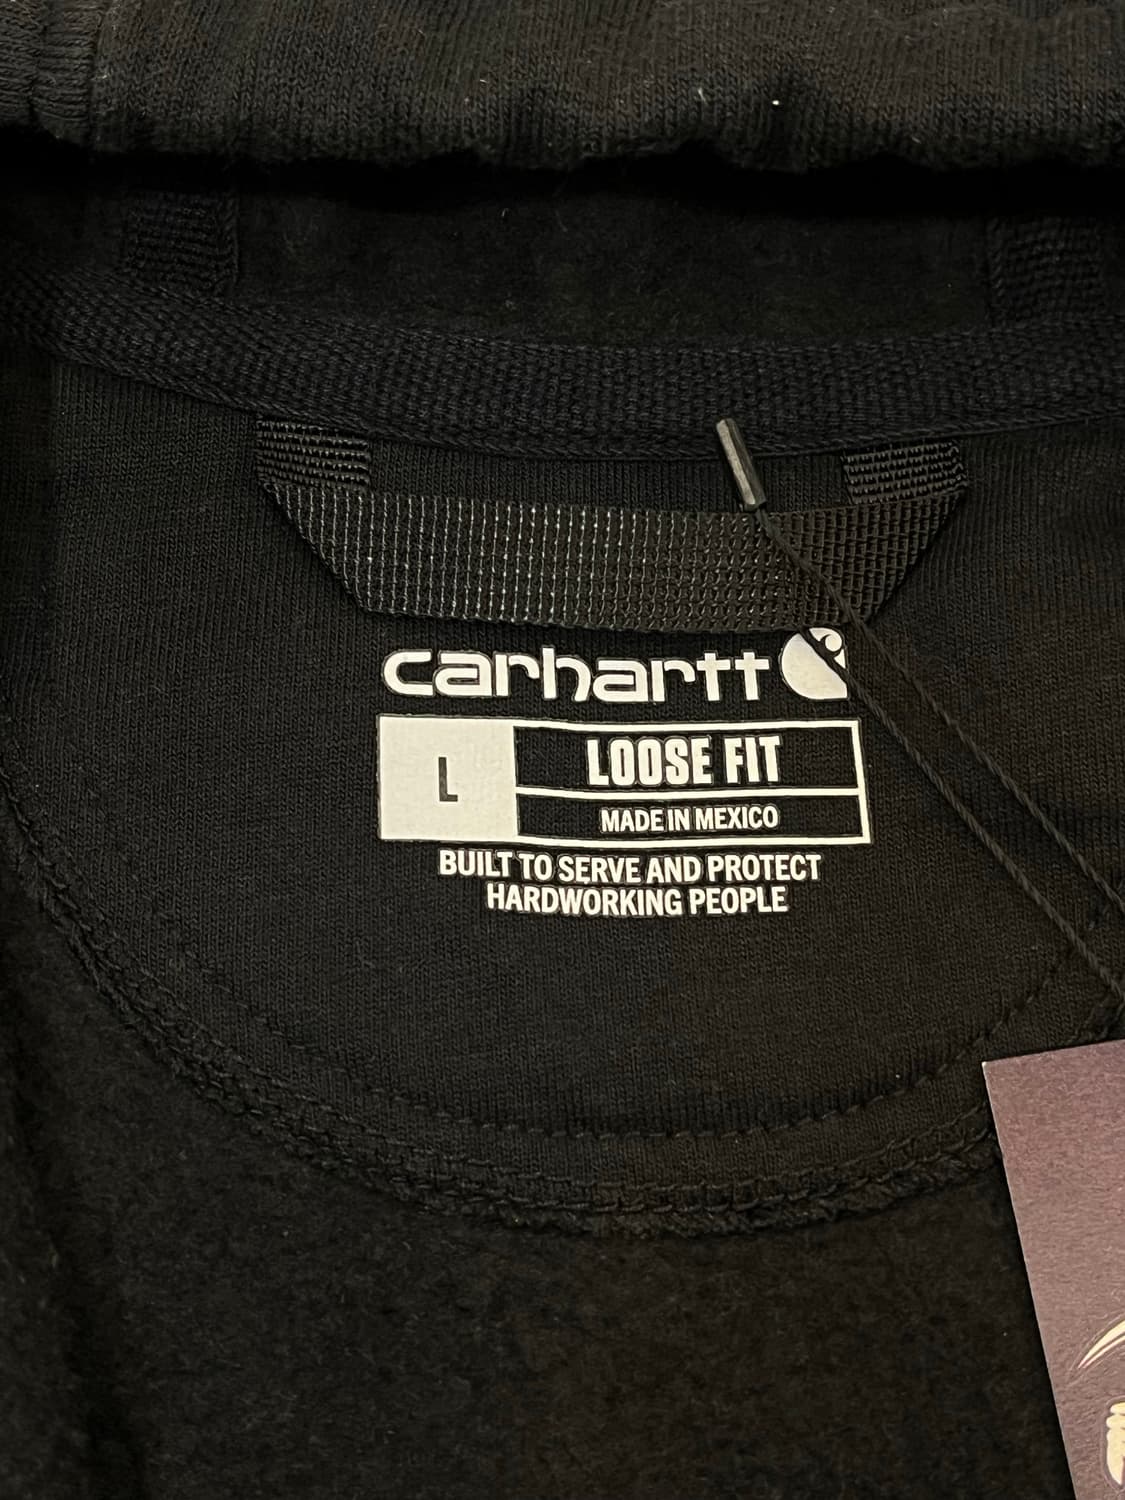 carhartt
L
LOOSE FIT
MADE IN MEXICO
BUILT TO SERVE AND PROTECT
HARDWORKING PEOPLE